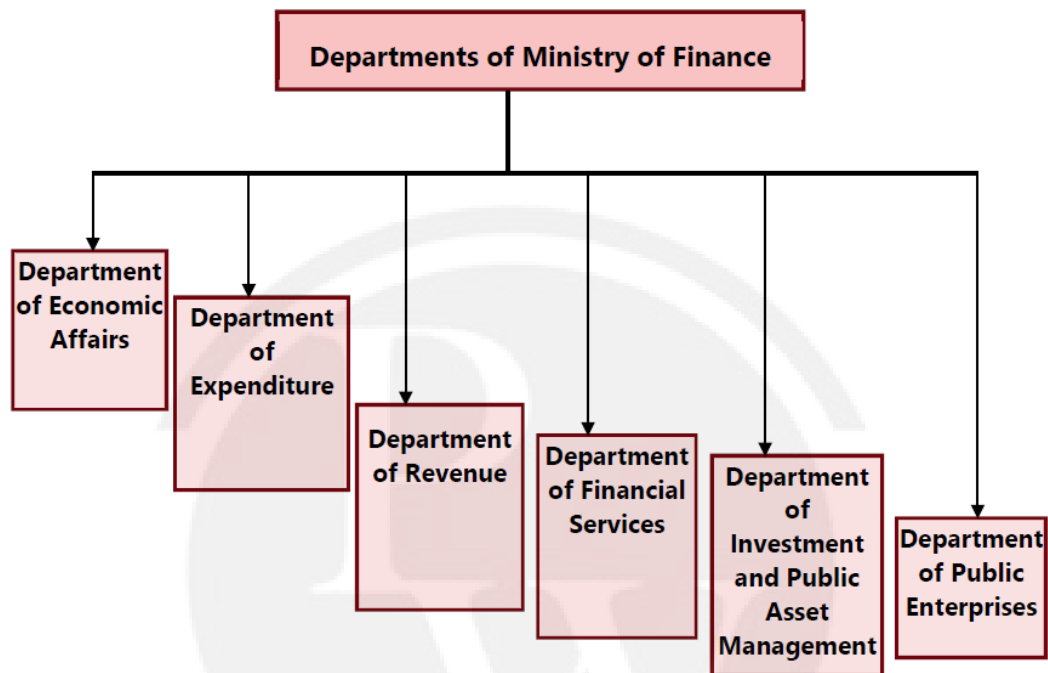 Departments of Ministry of Finance
Department
of Economic
Affairs
Department
of
Expenditure
Department
of Revenue
Department
of Financial
Services
Department
of
Investment
and Public
Asset
Management
Department
of Public
Enterprises
PW